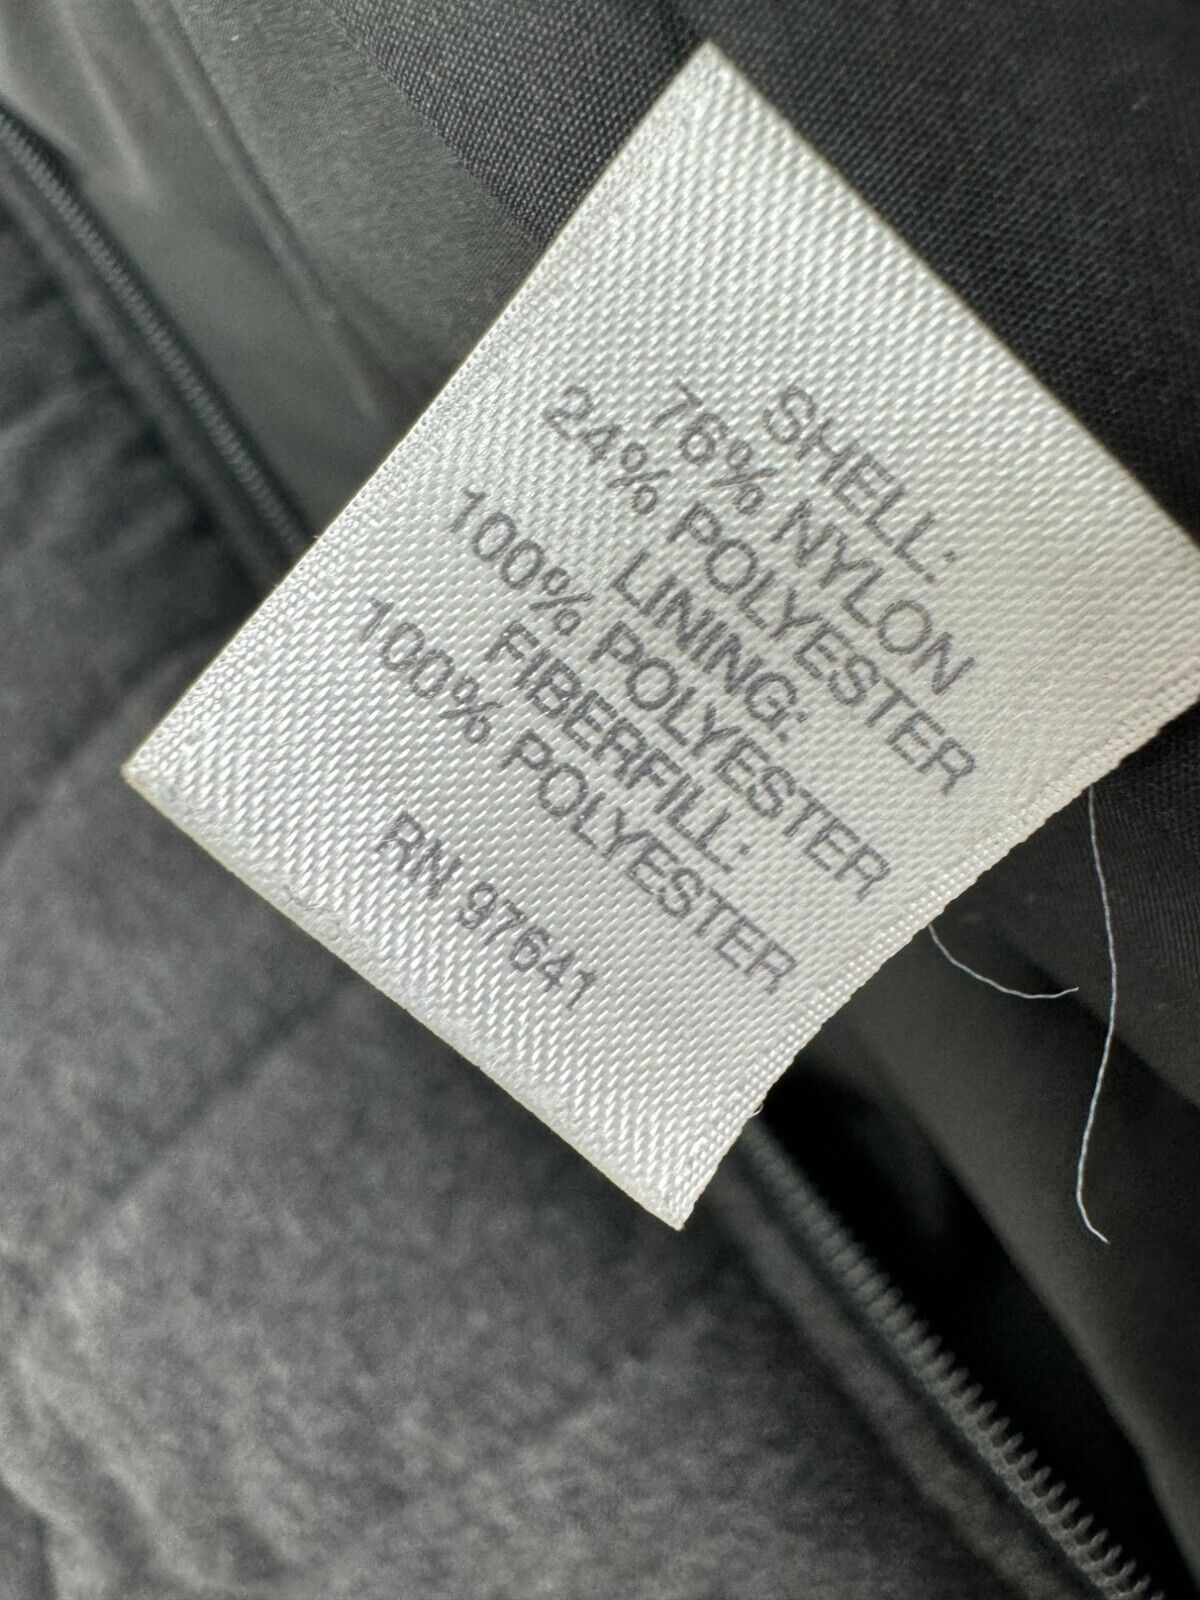 SHELL:
76% NYLON
24% POLYESTER
LINING:
100% POLYESTER
FIBERFILL:
100% POLYESTER
RN 97641